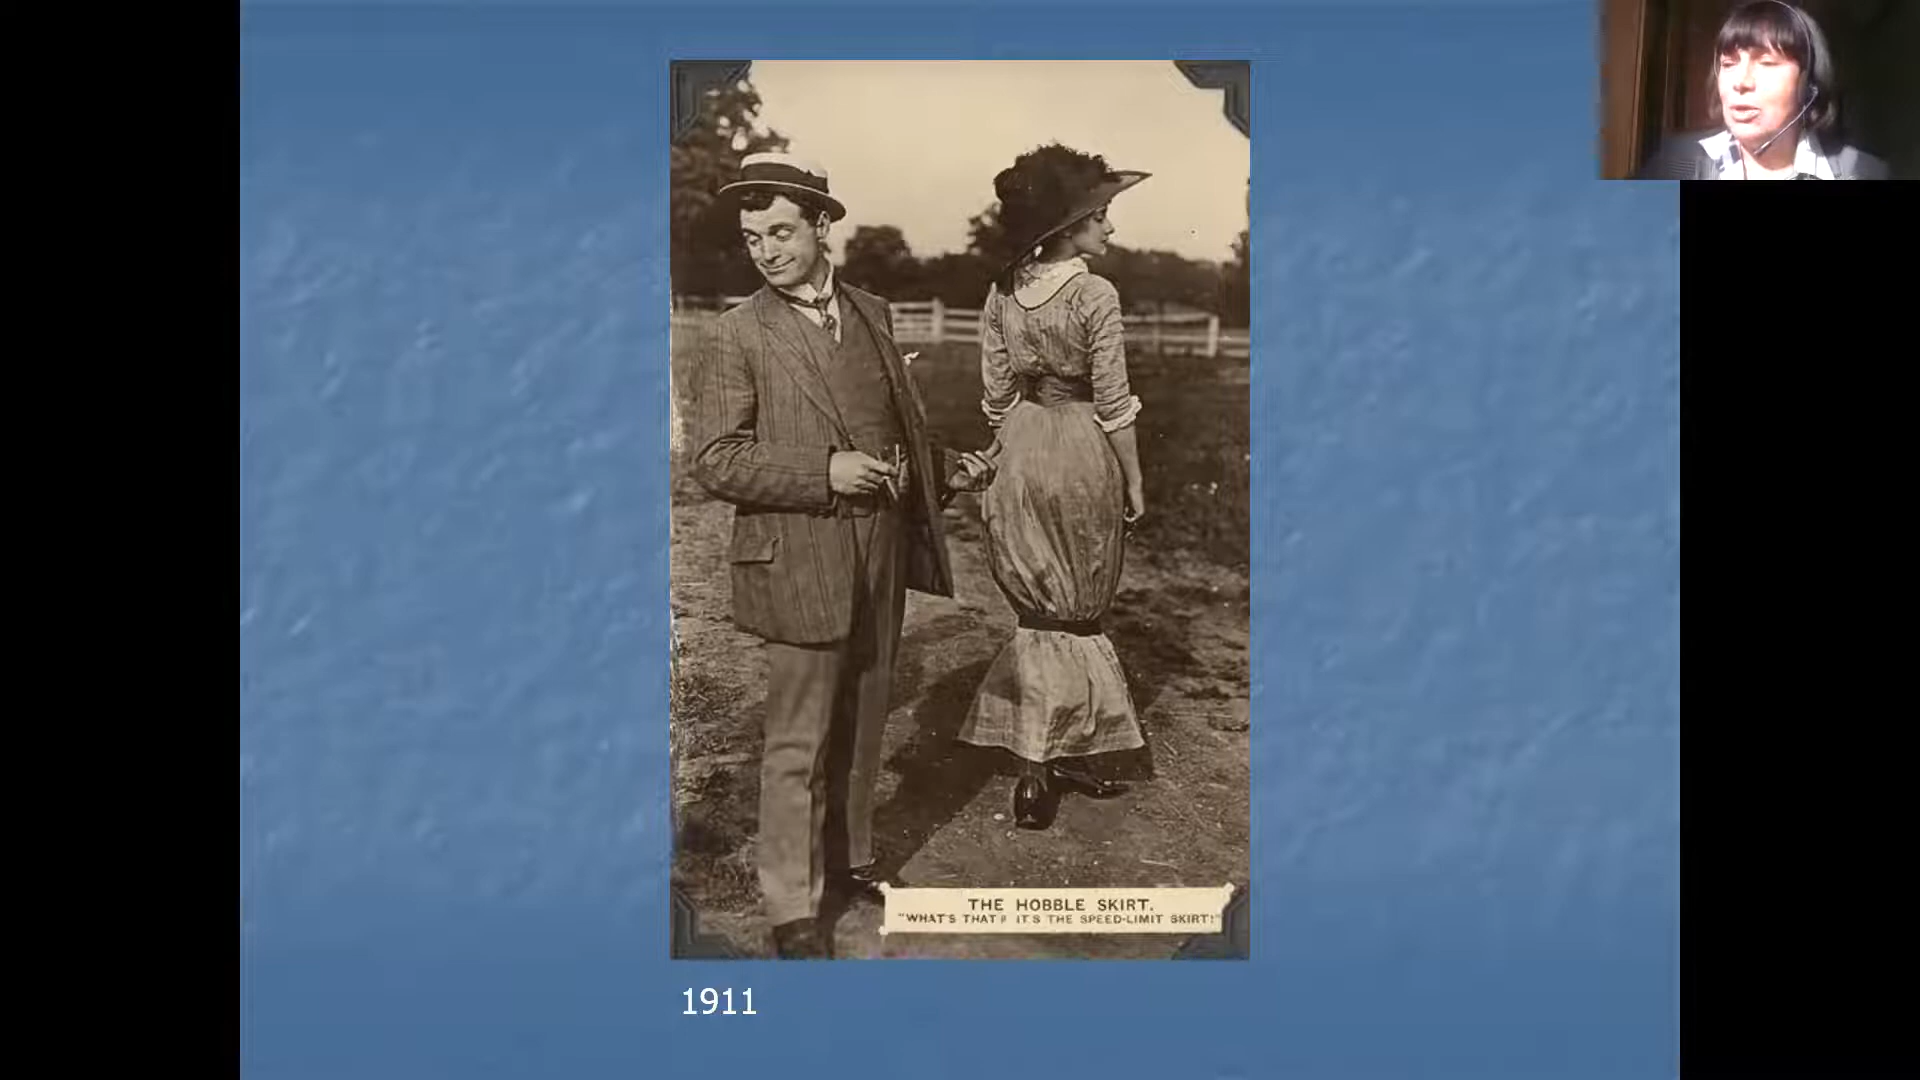 THE HOBBLE SKIRT.
"WHAT'S THAT? IT'S THE SPEED-LIMIT SKIRT!"
1911